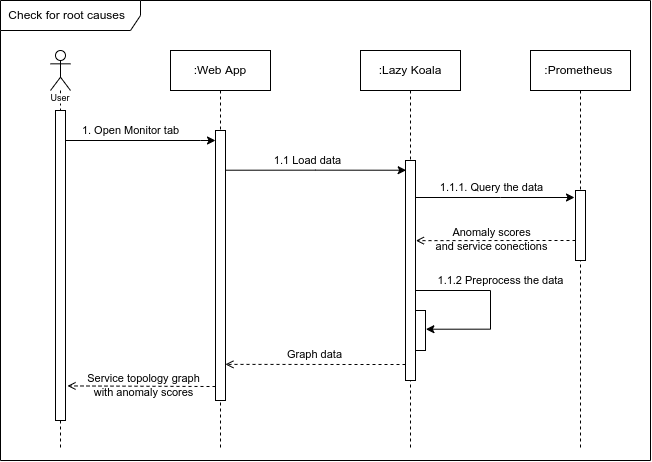 Check for root causes
User
:Web App
:Lazy Koala
:Prometheus
1. Open Monitor tab
1.1 Load data
1.1.1. Query the data
Anomaly scores
and service conections
1.1.2 Preprocess the data
Graph data
Service topology graph
with anomaly scores